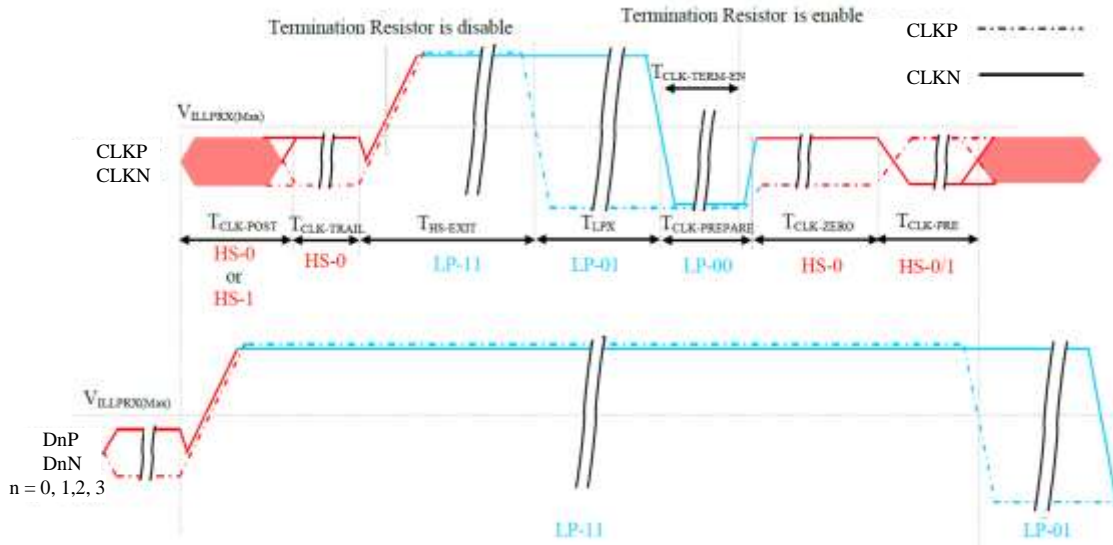 Termination Resistor is enable
Termination Resistor is disable
CLKP
CLKN
TCLK-TERM-EN
VILLPRX(Max)
CLKP
CLKN
TCLK-POST
TCLK-TRAIL
THS-EXIT
TLPX
TCLK-PREPARE
TCLK-ZERO
TCLK-PRE
HS-0
or
HS-1
HS-0
LP-11
LP-01
LP-00
HS-0
HS-0/1
VILLPRX(Max)
DnP
DnN
n = 0, 1,2, 3
LP-11
LP-01